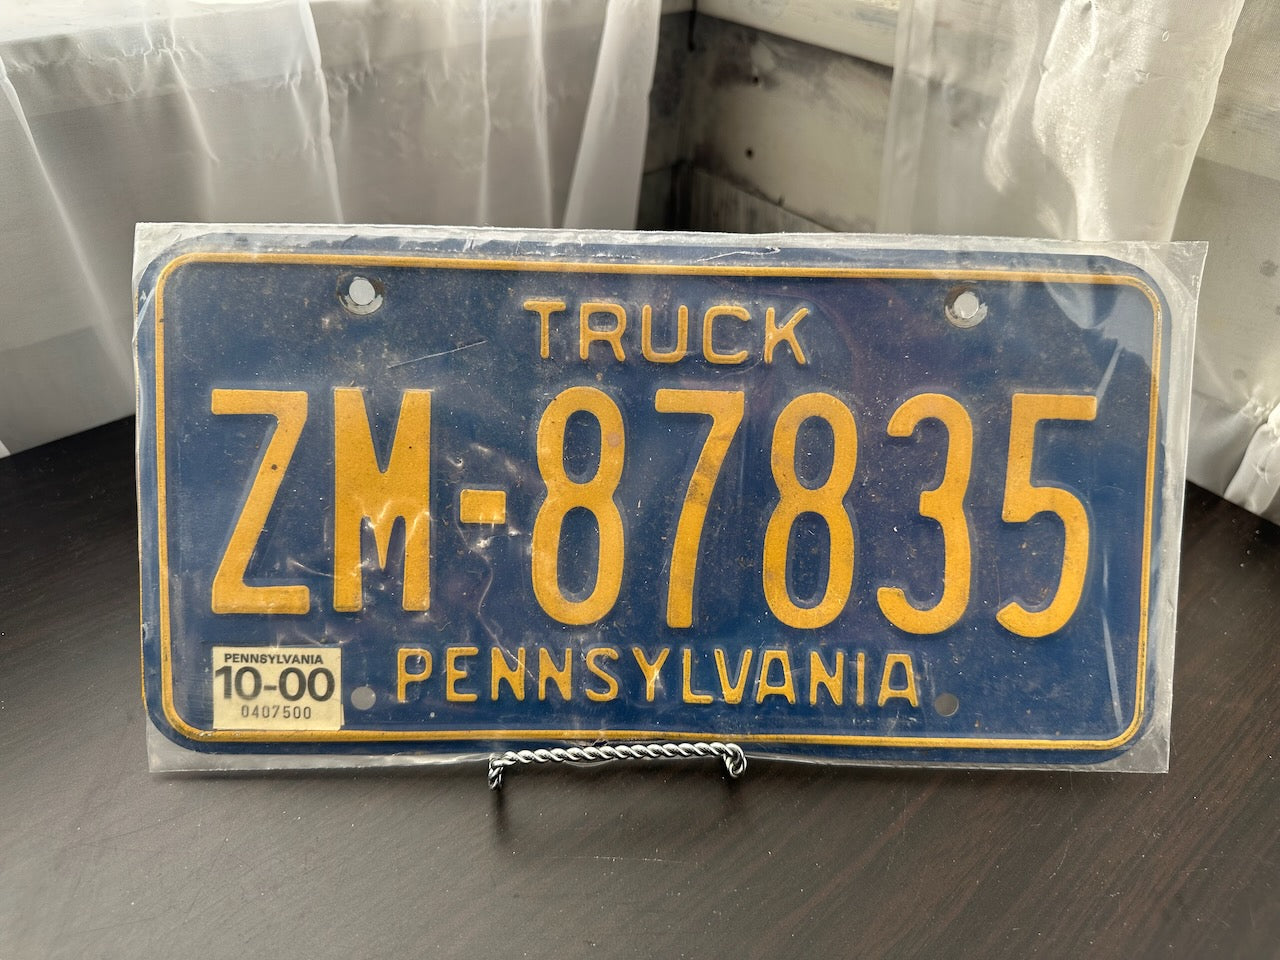 TRUCK
ZM-87835
PENNSYLVANIA
PENNSYLVANIA
10-00
0407500